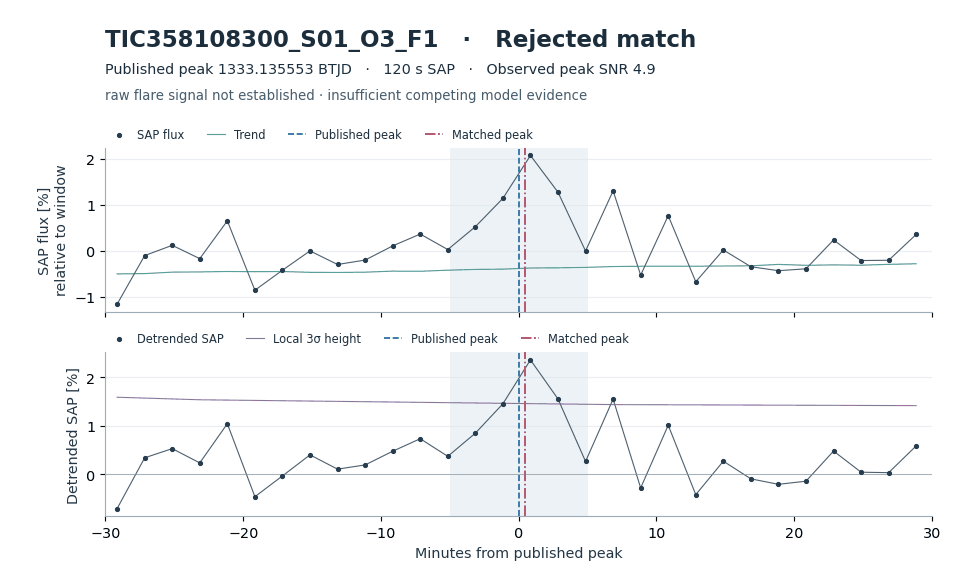 TIC358108300_S01_O3_F1 · Rejected match
Published peak 1333.135553 BTJD · 120 s SAP · Observed peak SNR 4.9
raw flare signal not established · insufficient competing model evidence
SAP flux Trend Published peak Matched peak
SAP flux [%]
relative to window
2
1
0
−1
Detrended SAP Local 3σ height Published peak Matched peak
Detrended SAP [%]
2
1
0
−30 −20 −10 0 10 20 30
Minutes from published peak